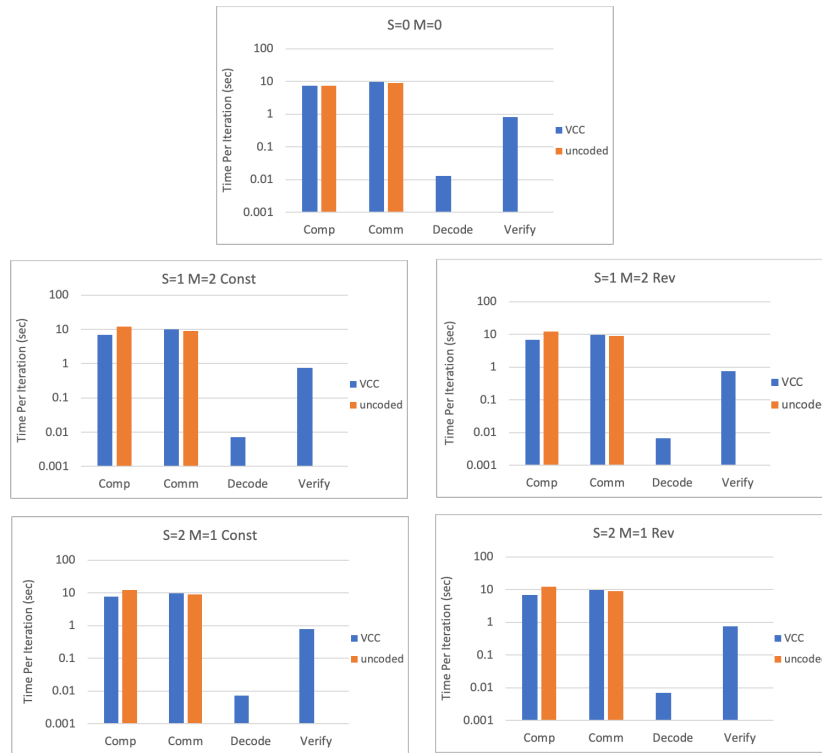 S=0 M=0
Time Per Iteration (sec)
100
10
1
0.1
0.01
0.001
Comp Comm Decode Verify
VCC
uncoded
S=1 M=2 Const
Time Per Iteration (sec)
100
10
1
0.1
0.01
0.001
Comp Comm Decode Verify
VCC
uncoded
S=1 M=2 Rev
Time Per Iteration (sec)
100
10
1
0.1
0.01
0.001
Comp Comm Decode Verify
VCC
uncoded
S=2 M=1 Const
Time Per Iteration (sec)
100
10
1
0.1
0.01
0.001
Comp Comm Decode Verify
VCC
uncoded
S=2 M=1 Rev
Time Per Iteration (sec)
100
10
1
0.1
0.01
0.001
Comp Comm Decode Verify
VCC
uncoded